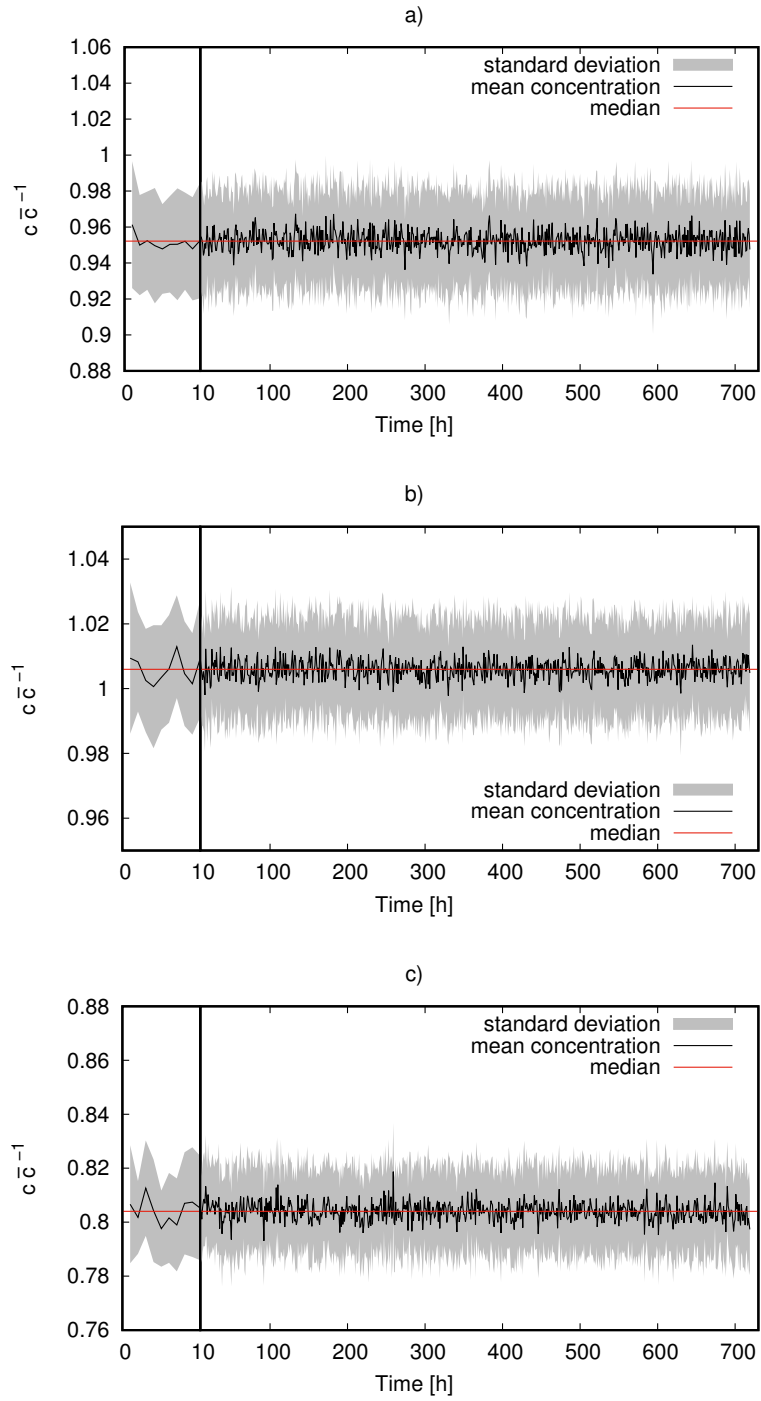 a)
standard deviation
mean concentration
median
1.06
1.04
1.02
1
0.98
0.96
0.94
0.92
0.9
0.88
c c̄⁻¹
0 10 100 200 300 400 500 600 700
Time [h]
b)
1.04
1.02
1
0.98
0.96
c c̄⁻¹
standard deviation
mean concentration
median
0 10 100 200 300 400 500 600 700
Time [h]
c)
standard deviation
mean concentration
median
0.88
0.86
0.84
0.82
0.8
0.78
0.76
c c̄⁻¹
0 10 100 200 300 400 500 600 700
Time [h]